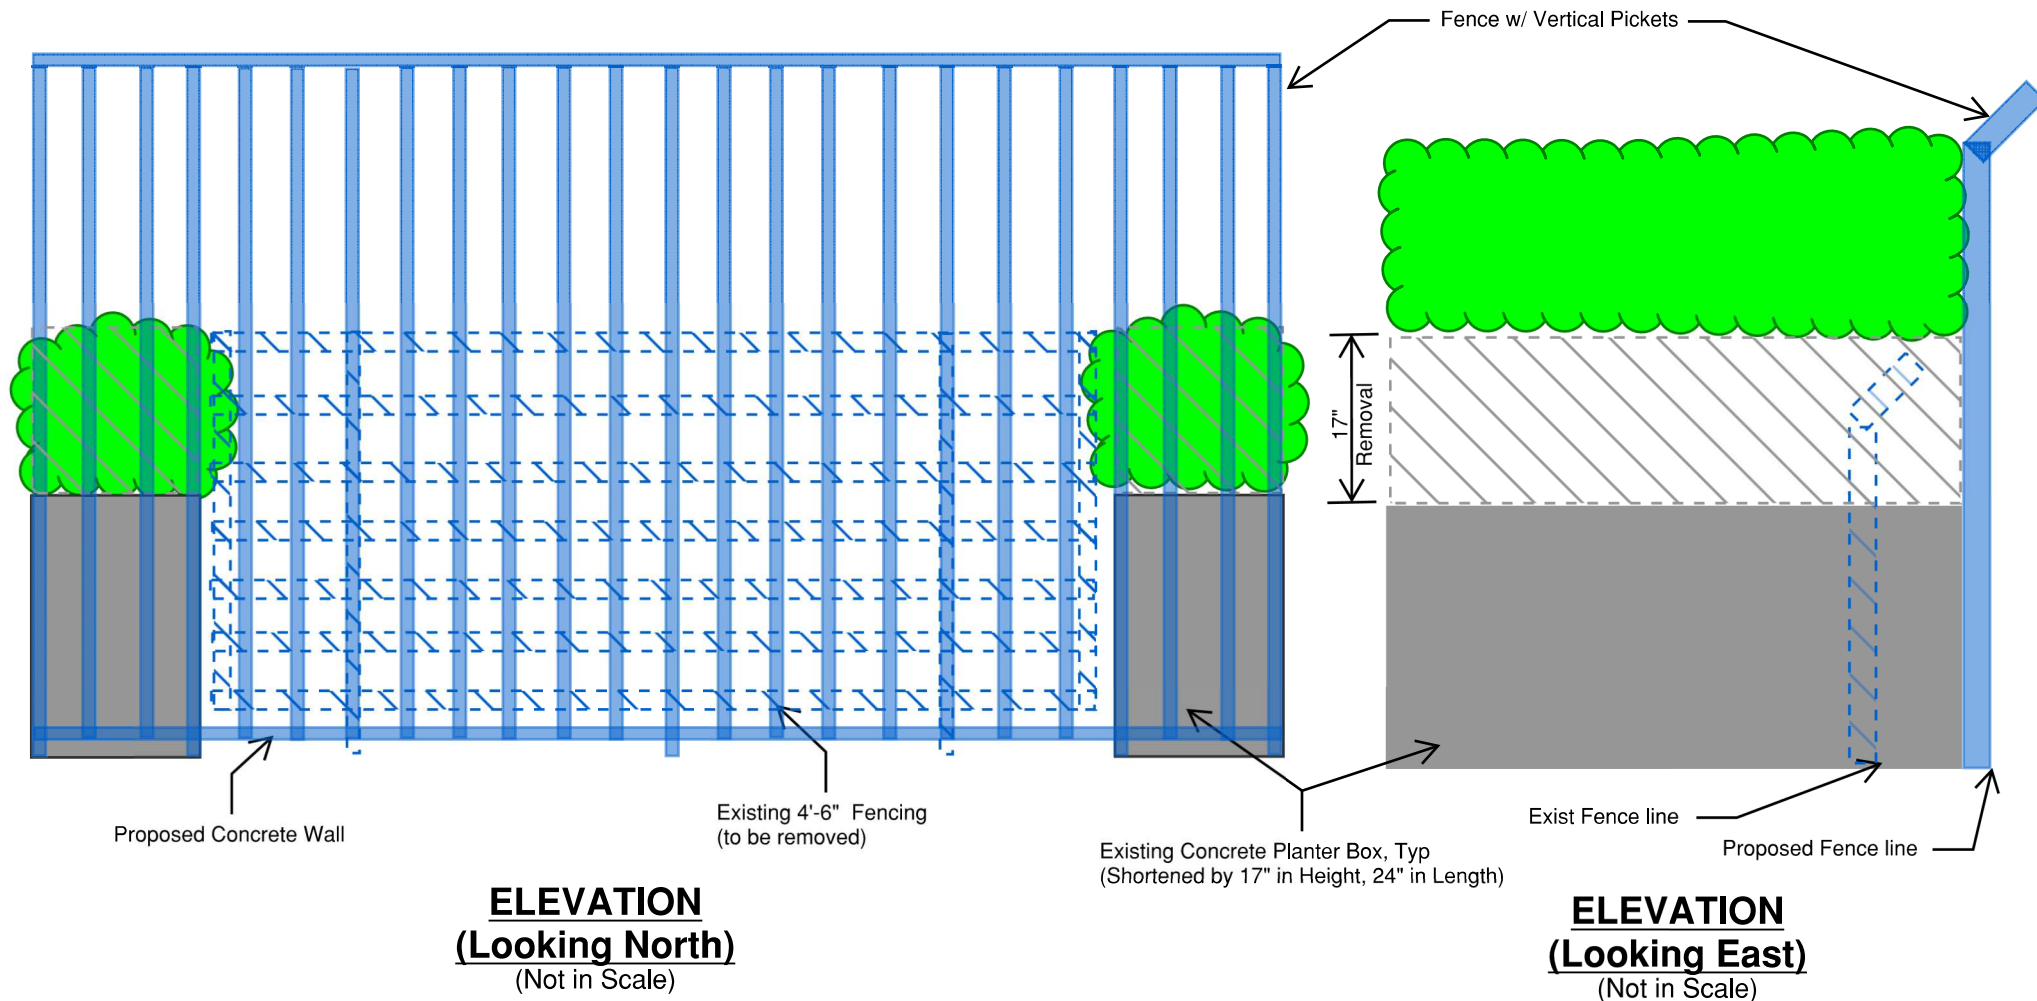 Fence w/ Vertical Pickets
17"
Removal
Proposed Concrete Wall
Existing 4'-6" Fencing
(to be removed)
Existing Concrete Planter Box, Typ
(Shortened by 17" in Height, 24" in Length)
Exist Fence line
Proposed Fence line
ELEVATION
(Looking North)
(Not in Scale)
ELEVATION
(Looking East)
(Not in Scale)